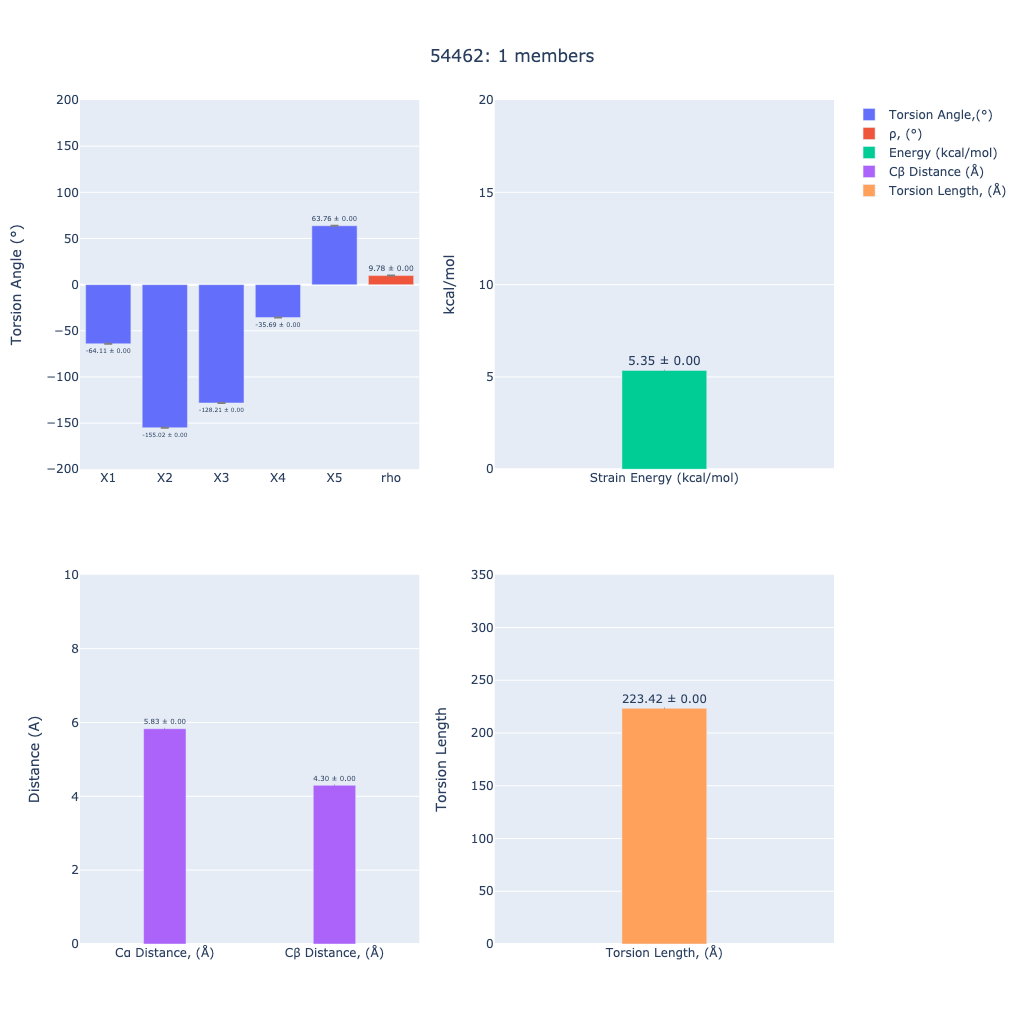 54462: 1 members
Torsion Angle (°)
200
150
100
50
0
−50
−100
−150
−200
-64.11 ± 0.00
-155.02 ± 0.00
-128.21 ± 0.00
-35.69 ± 0.00
63.76 ± 0.00
9.78 ± 0.00
X1 X2 X3 X4 X5 rho
kcal/mol
20
15
10
5
0
5.35 ± 0.00
Strain Energy (kcal/mol)
Torsion Angle,(°)
ρ, (°)
Energy (kcal/mol)
Cβ Distance (Å)
Torsion Length, (Å)
Distance (A)
10
8
6
4
2
0
5.83 ± 0.00
4.30 ± 0.00
Cα Distance, (Å) Cβ Distance, (Å)
Torsion Length
350
300
250
200
150
100
50
0
223.42 ± 0.00
Torsion Length, (Å)